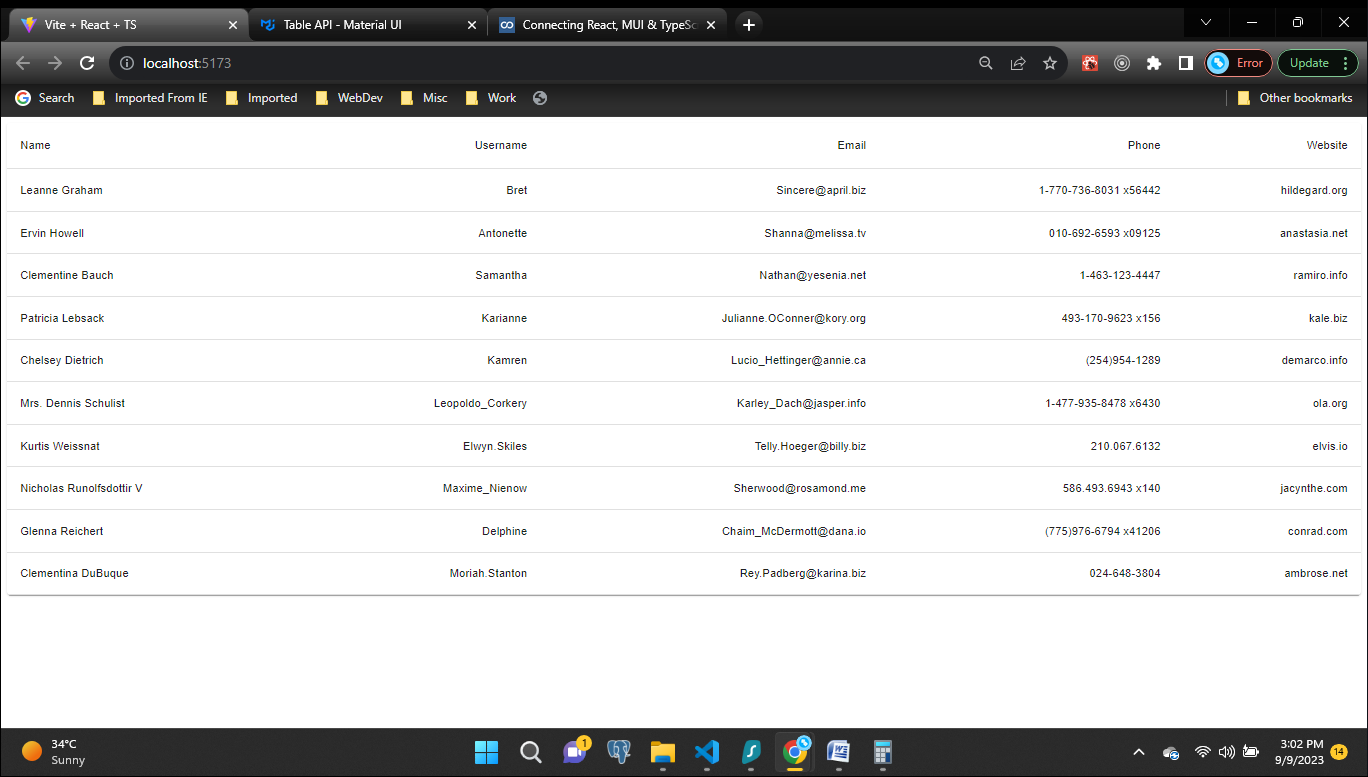 Vite + React + TS Table API - Material UI Connecting React, MUI & TypeSc
localhost:5173 Error Update
Search Imported From IE Imported WebDev Misc Work Other bookmarks
Name Username Email Phone Website
Leanne Graham Bret Sincere@april.biz 1-770-736-8031 x56442 hildegard.org
Ervin Howell Antonette Shanna@melissa.tv 010-692-6593 x09125 anastasia.net
Clementine Bauch Samantha Nathan@yesenia.net 1-463-123-4447 ramiro.info
Patricia Lebsack Karianne Julianne.OConner@kory.org 493-170-9623 x156 kale.biz
Chelsey Dietrich Kamren Lucio_Hettinger@annie.ca (254)954-1289 demarco.info
Mrs. Dennis Schulist Leopoldo_Corkery Karley_Dach@jasper.info 1-477-935-8478 x6430 ola.org
Kurtis Weissnat Elwyn.Skiles Telly.Hoeger@billy.biz 210.067.6132 elvis.io
Nicholas Runolfsdottir V Maxime_Nienow Sherwood@rosamond.me 586.493.6943 x140 jacynthe.com
Glenna Reichert Delphine Chaim_McDermott@dana.io (775)976-6794 x41206 conrad.com
Clementina DuBuque Moriah.Stanton Rey.Padberg@karina.biz 024-648-3804 ambrose.net
34°C 1 3:02 PM 14
Sunny 9/9/2023